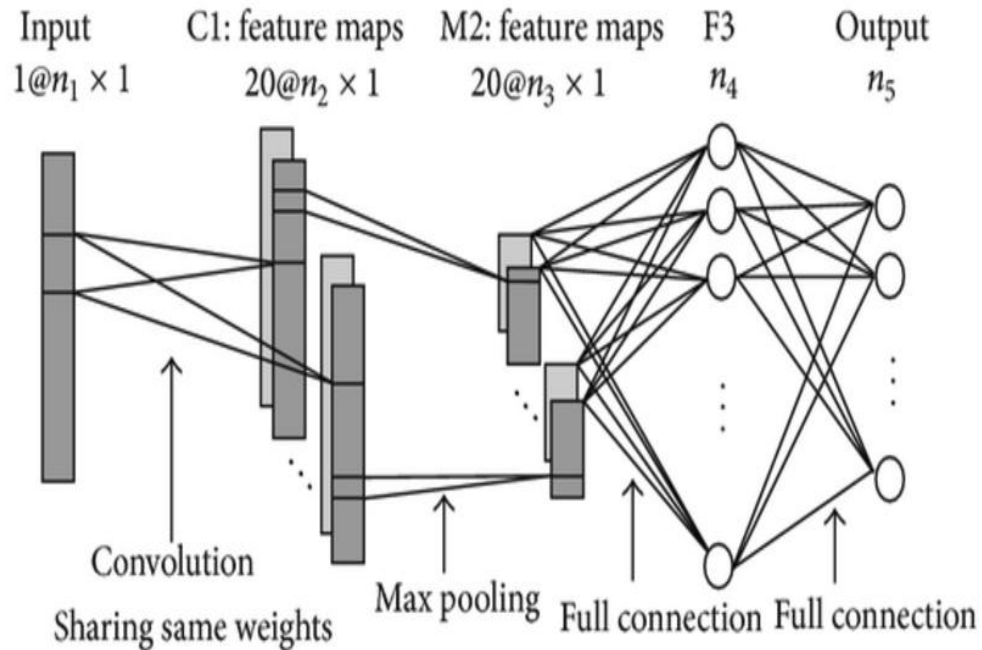 Input
1@n₁ × 1
C1: feature maps
20@n₂ × 1
M2: feature maps
20@n₃ × 1
F3
n₄
Output
n₅
Convolution
Sharing same weights
Max pooling
Full connection
Full connection